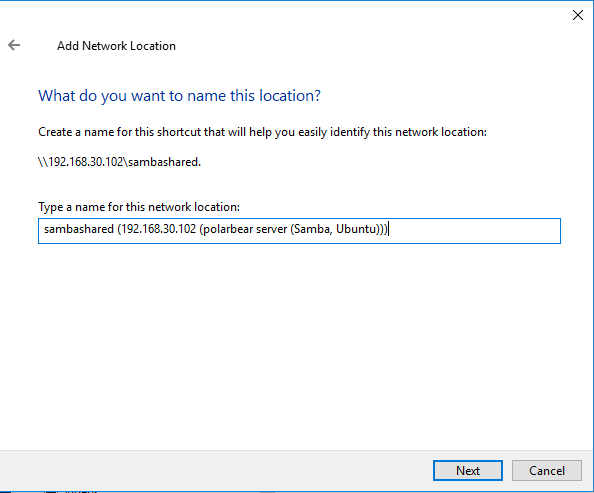 Add Network Location
What do you want to name this location?
Create a name for this shortcut that will help you easily identify this network location:
\\192.168.30.102\sambashared.
Type a name for this network location:
sambashared (192.168.30.102 (polarbear server (Samba, Ubuntu)))
Next
Cancel